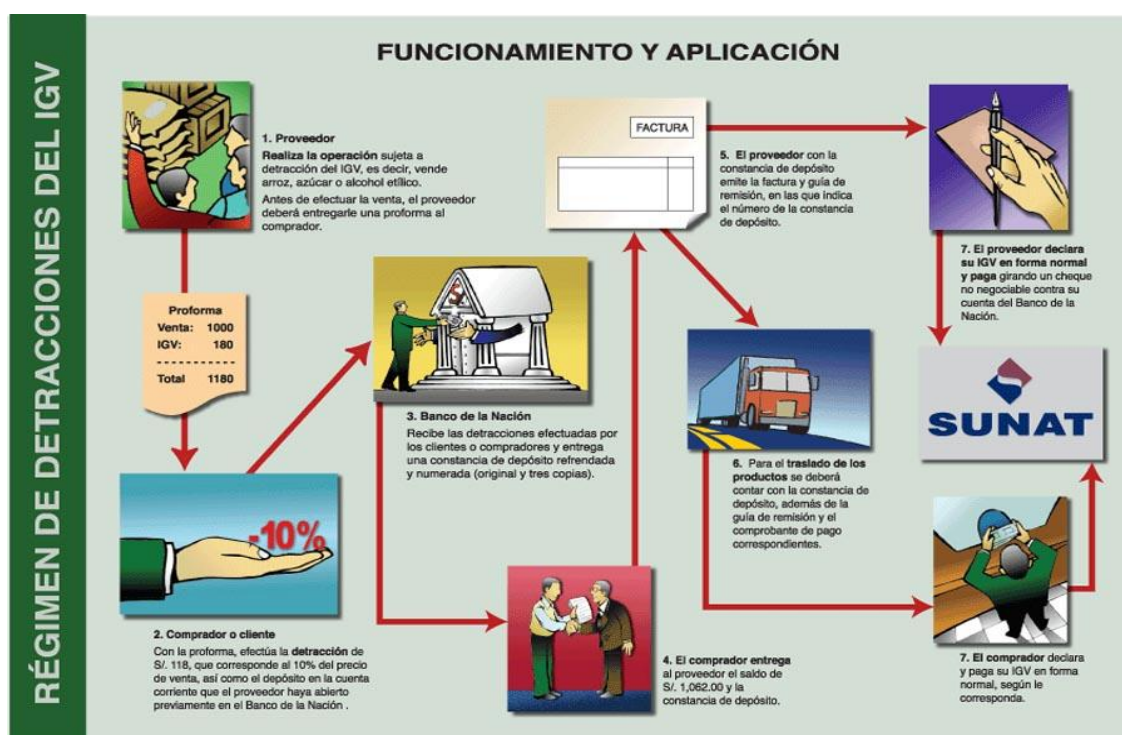 RÉGIMEN DE DETRACCIONES DEL IGV
FUNCIONAMIENTO Y APLICACIÓN
1. Proveedor
Realiza la operación sujeta a
detracción del IGV, es decir, vende
arroz, azúcar o alcohol etílico.
Antes de efectuar la venta, el proveedor
deberá entregarle una proforma al
comprador.
Proforma
Venta: 1000
IGV: 180
------------
Total 1180
-10%
2. Comprador o cliente
Con la proforma, efectúa la detracción de
S/. 118, que corresponde al 10% del precio
de venta, así como el depósito en la cuenta
corriente que el proveedor haya abierto
previamente en el Banco de la Nación .
3. Banco de la Nación
Recibe las detracciones efectuadas por
los clientes o compradores y entrega
una constancia de depósito refrendada
y numerada (original y tres copias).
4. El comprador entrega
al proveedor el saldo de
S/. 1,062.00 y la
constancia de depósito.
FACTURA
5. El proveedor con la
constancia de depósito
emite la factura y guía de
remisión, en las que indica
el número de la constancia
de depósito.
6. Para el traslado de los
productos se deberá
contar con la constancia de
depósito, además de la
guía de remisión y el
comprobante de pago
correspondientes.
7. El proveedor declara
su IGV en forma normal
y paga girando un cheque
no negociable contra su
cuenta del Banco de la
Nación.
SUNAT
7. El comprador declara
y paga su IGV en forma
normal, según le
corresponda.